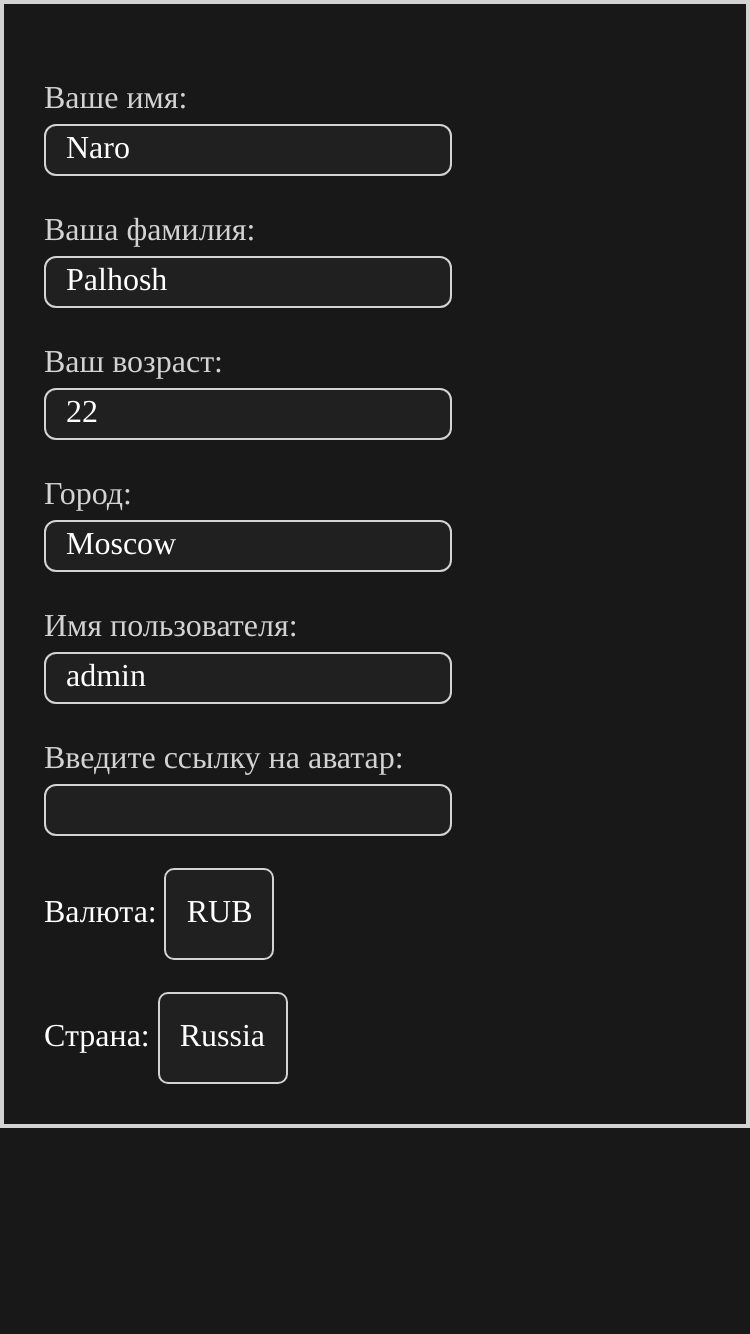 Ваше имя:
Naro
Ваша фамилия:
Palhosh
Ваш возраст:
22
Город:
Moscow
Имя пользователя:
admin
Введите ссылку на аватар:
Валюта: RUB
Страна: Russia